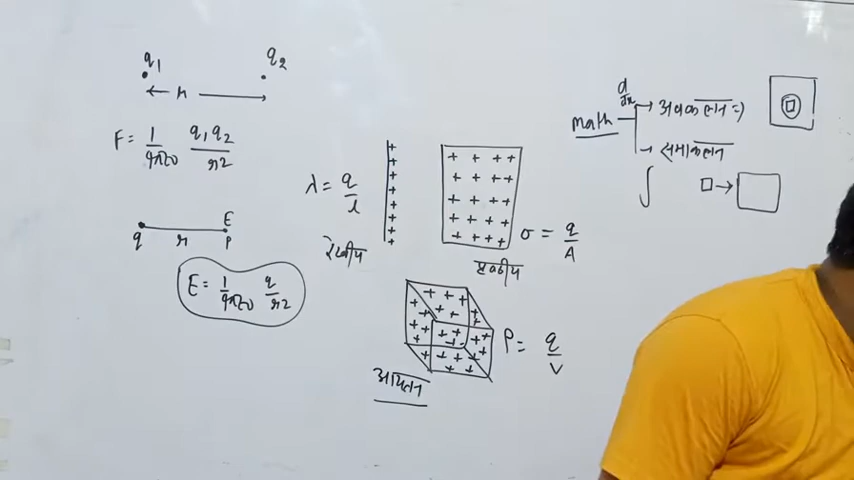 q1 q2
r
F = 1/4πε0 q1q2/r2
q r E P
E = 1/4πε0 q/r2
λ = q/l
रेखीय
σ = q/A
पृष्ठीय
ρ = q/V
आयतन
math
d/dx
अवकलन ⇒
समाकलन
∫ □ → □